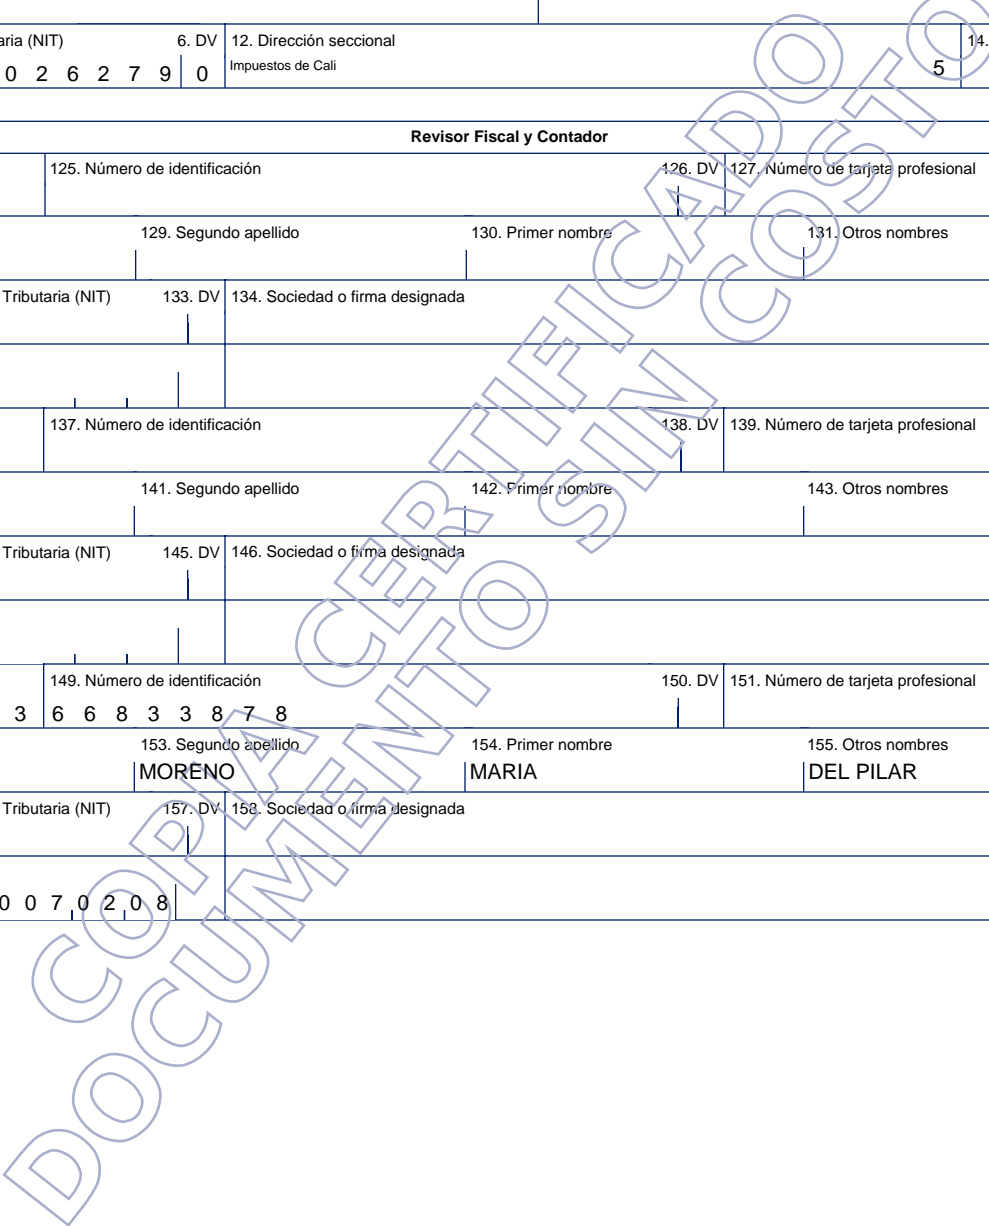 aria (NIT) 6. DV 12. Dirección seccional 14.
0 2 6 2 7 9 0 Impuestos de Cali 5
Revisor Fiscal y Contador
125. Número de identificación 126. DV 127. Número de tarjeta profesional
129. Segundo apellido 130. Primer nombre 131. Otros nombres
Tributaria (NIT) 133. DV 134. Sociedad o firma designada
137. Número de identificación 138. DV 139. Número de tarjeta profesional
141. Segundo apellido 142. Primer nombre 143. Otros nombres
Tributaria (NIT) 145. DV 146. Sociedad o firma designada
149. Número de identificación 150. DV 151. Número de tarjeta profesional
3 6 6 8 3 3 8 7 8
153. Segundo apellido 154. Primer nombre 155. Otros nombres
MORENO MARIA DEL PILAR
Tributaria (NIT) 157. DV 158. Sociedad o firma designada
0 0 7 0 2 0 8
COPIA CERTIFICADO
DOCUMENTO SIN COSTO